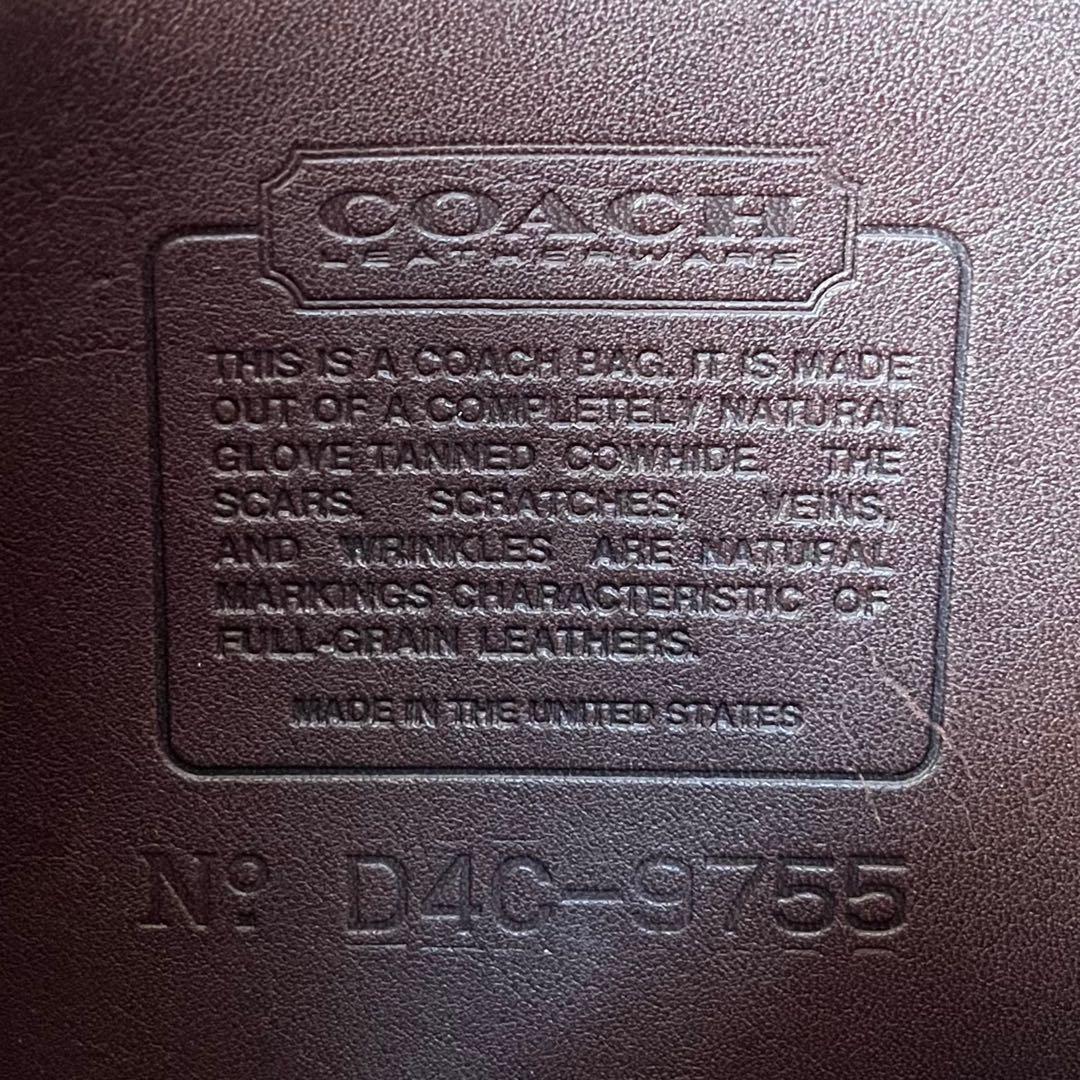 COACH
LEATHERWARE
THIS IS A COACH BAG. IT IS MADE
OUT OF A COMPLETELY NATURAL
GLOVE-TANNED COWHIDE. THE
SCARS, SCRATCHES, VEINS,
AND WRINKLES ARE NATURAL
MARKINGS CHARACTERISTIC OF
FULL-GRAIN LEATHERS.
MADE IN THE UNITED STATES
Nº D4C-9755